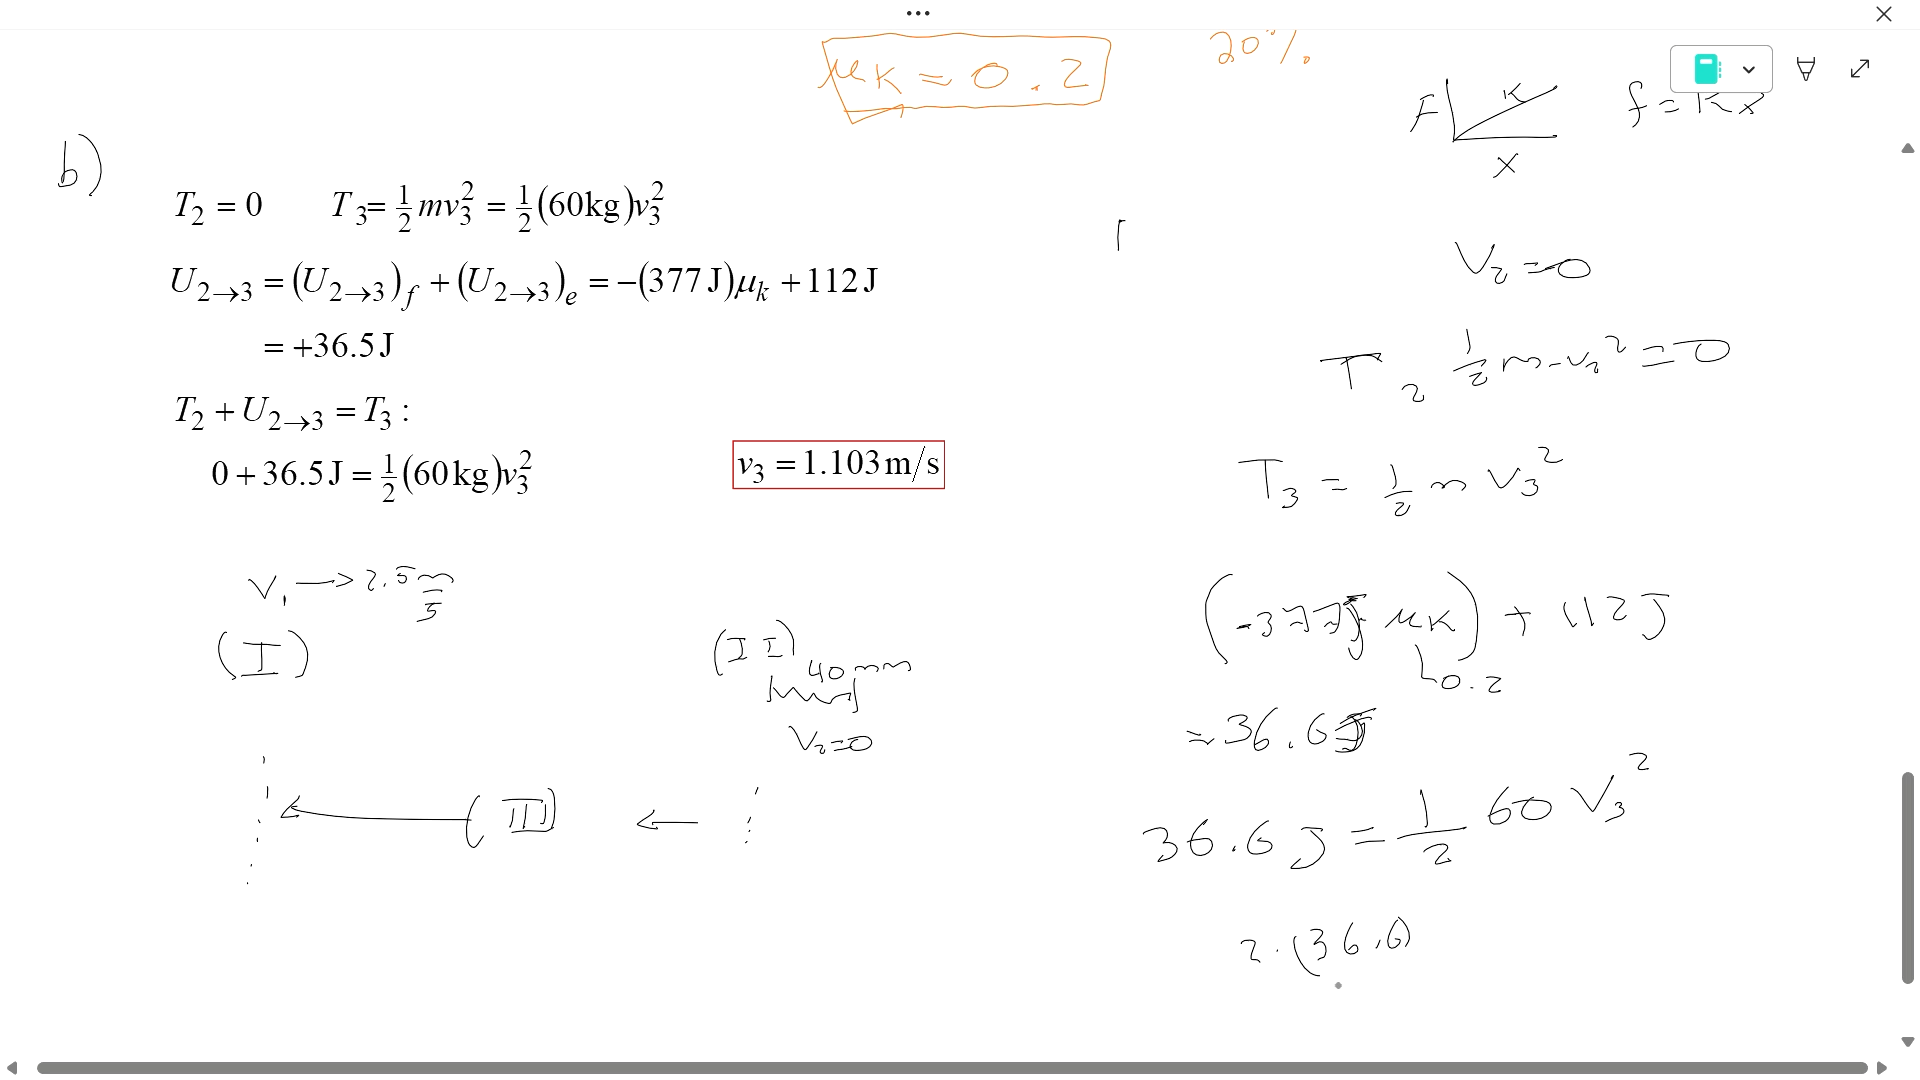 μK = 0.2
20%
F K
X
f = Kx
b)
T₂ = 0 T₃ = ½mv₃² = ½(60kg)v₃²
U₂→₃ = (U₂→₃)f + (U₂→₃)e = −(377 J)μk + 112 J
= +36.5 J
T₂ + U₂→₃ = T₃ :
0 + 36.5 J = ½(60 kg)v₃²
v₃ = 1.103 m/s
V₂ = 0
T₂ ½ m·v₂² = 0
T₃ = ½ m V₃²
V₁ → 2.5 m/s
(I)
(II)
40mm
V₂=0
(III)
(-377J μK) + 112J
0.2
= 36.6J
36.6 J = ½ 60 V₃²
2·(36.6)